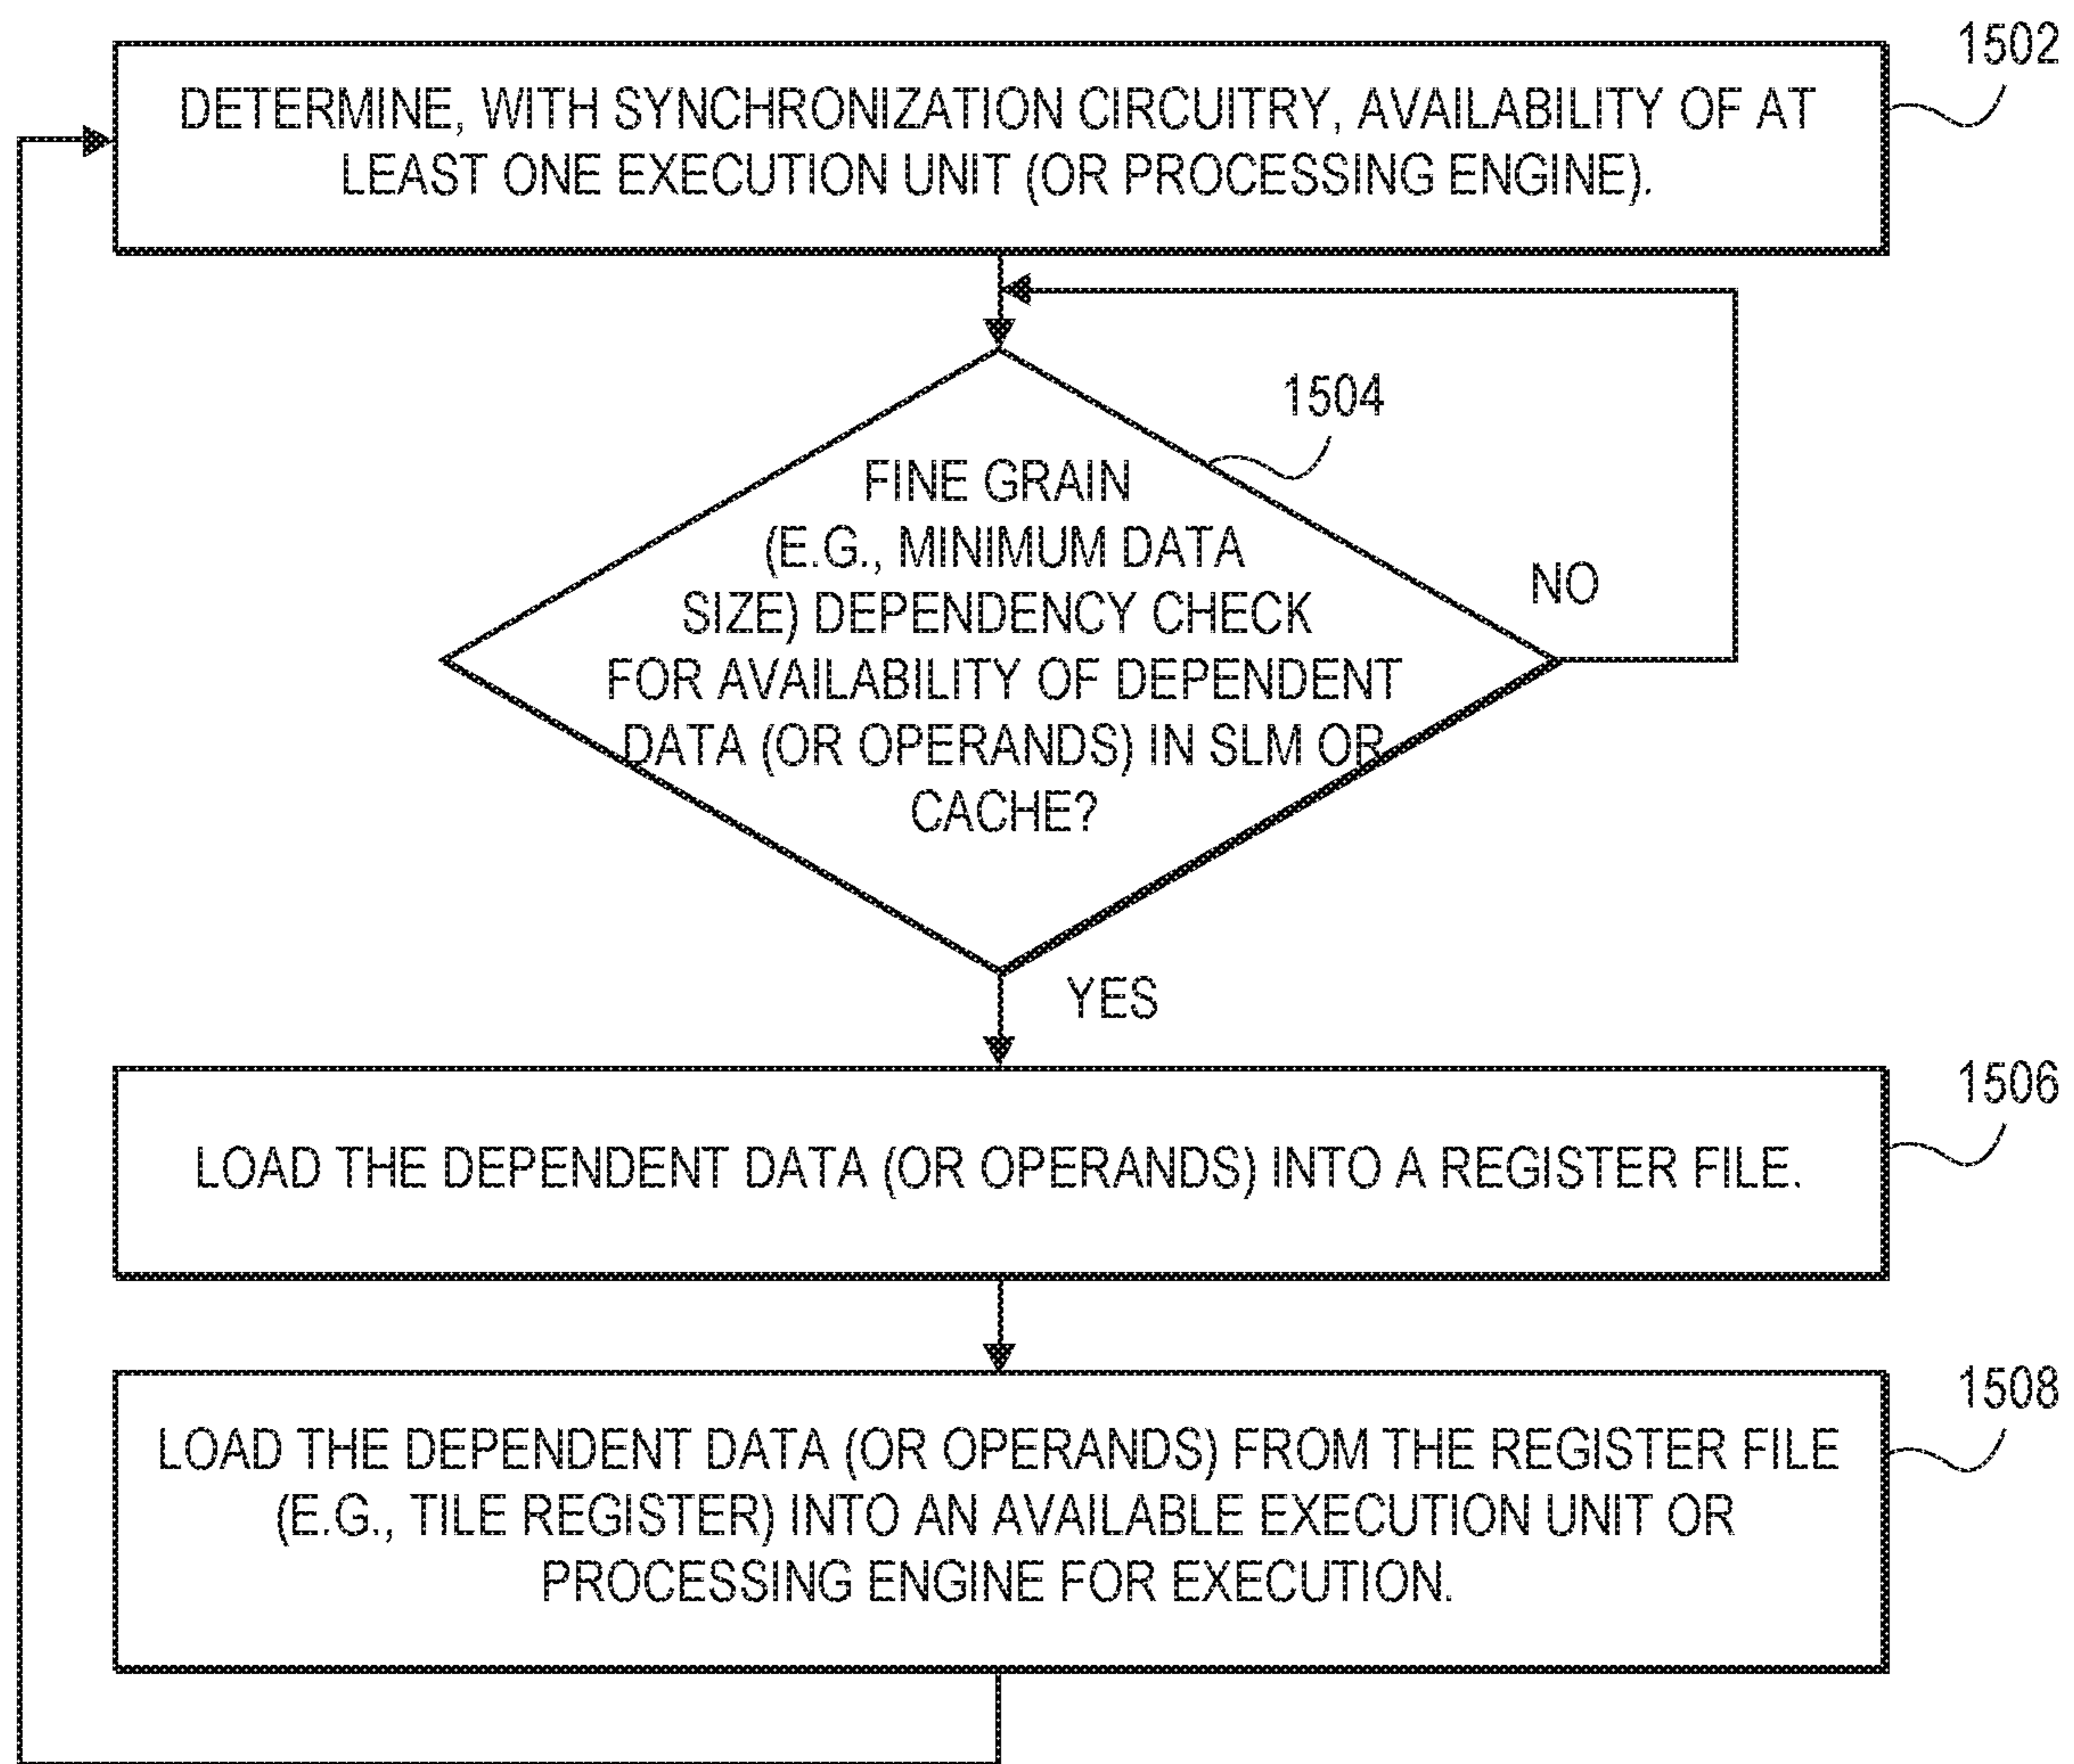 1502
DETERMINE, WITH SYNCHRONIZATION CIRCUITRY, AVAILABILITY OF AT
LEAST ONE EXECUTION UNIT (OR PROCESSING ENGINE).
1504
FINE GRAIN
(E.G., MINIMUM DATA
SIZE) DEPENDENCY CHECK
FOR AVAILABILITY OF DEPENDENT
DATA (OR OPERANDS) IN SLM OR
CACHE?
NO
YES
1506
LOAD THE DEPENDENT DATA (OR OPERANDS) INTO A REGISTER FILE.
1508
LOAD THE DEPENDENT DATA (OR OPERANDS) FROM THE REGISTER FILE
(E.G., TILE REGISTER) INTO AN AVAILABLE EXECUTION UNIT OR
PROCESSING ENGINE FOR EXECUTION.